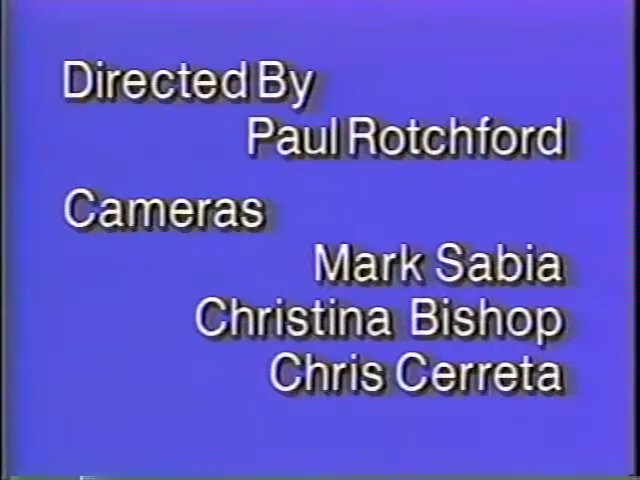 Directed By
Paul Rotchford
Cameras
Mark Sabia
Christina Bishop
Chris Cerreta